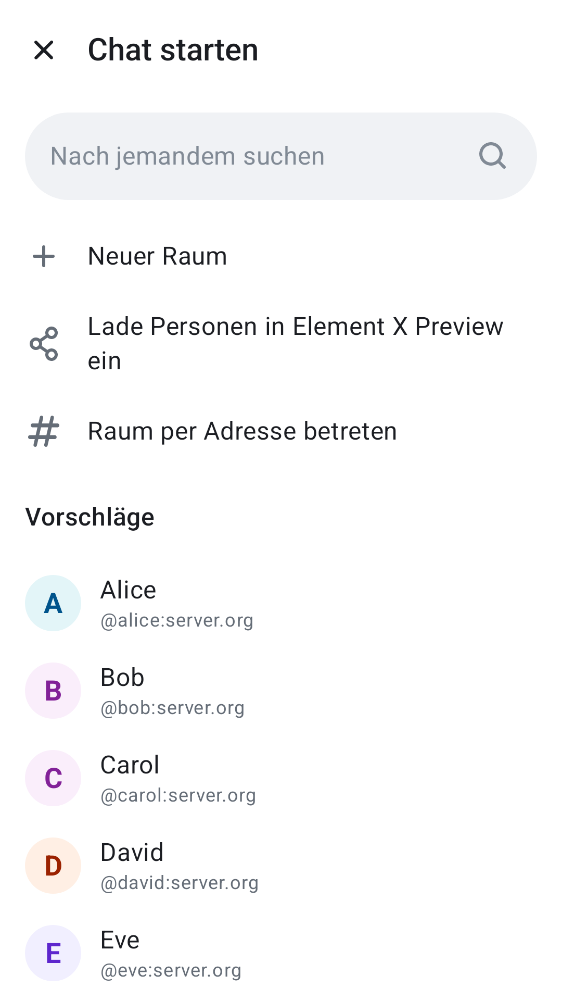 Chat starten
Nach jemandem suchen
Neuer Raum
Lade Personen in Element X Preview
ein
Raum per Adresse betreten
Vorschläge
A
Alice
@alice:server.org
B
Bob
@bob:server.org
C
Carol
@carol:server.org
D
David
@david:server.org
E
Eve
@eve:server.org